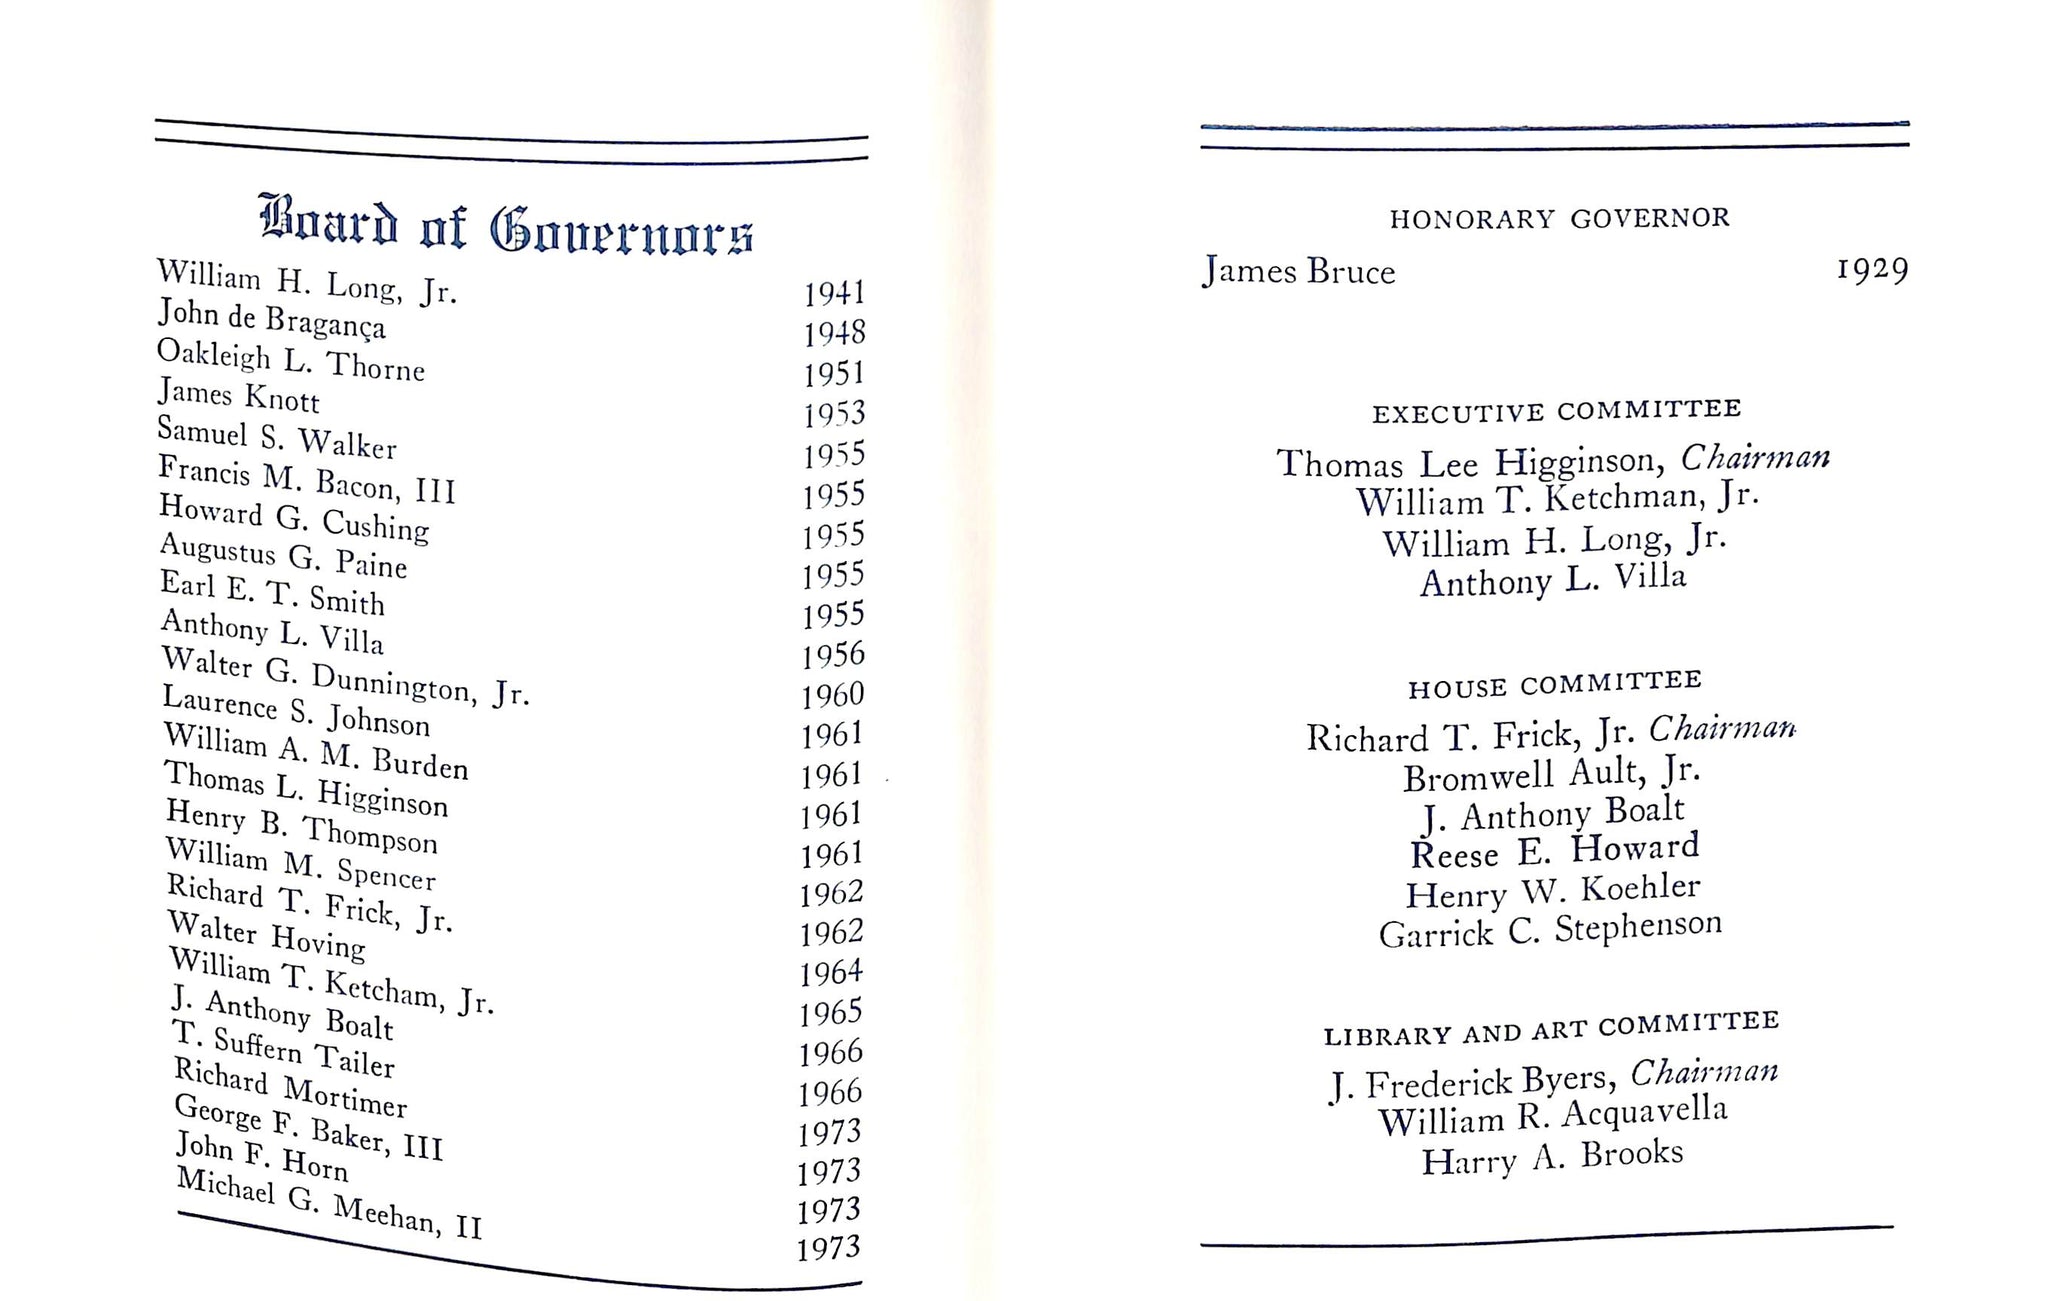 Board of Governors
William H. Long, Jr. 1941
John de Bragança 1948
Oakleigh L. Thorne 1951
James Knott 1953
Samuel S. Walker 1955
Francis M. Bacon, III 1955
Howard G. Cushing 1955
Augustus G. Paine 1955
Earl E. T. Smith 1955
Anthony L. Villa 1956
Walter G. Dunnington, Jr. 1960
Laurence S. Johnson 1961
William A. M. Burden 1961
Thomas L. Higginson 1961
Henry B. Thompson 1961
William M. Spencer 1962
Richard T. Frick, Jr. 1962
Walter Hoving 1964
William T. Ketcham, Jr. 1965
J. Anthony Boalt 1966
T. Suffern Tailer 1966
Richard Mortimer 1973
George F. Baker, III 1973
John F. Horn 1973
Michael G. Meehan, II 1973
HONORARY GOVERNOR
James Bruce 1929
EXECUTIVE COMMITTEE
Thomas Lee Higginson, Chairman
William T. Ketchman, Jr.
William H. Long, Jr.
Anthony L. Villa
HOUSE COMMITTEE
Richard T. Frick, Jr. Chairman
Bromwell Ault, Jr.
J. Anthony Boalt
Reese E. Howard
Henry W. Koehler
Garrick C. Stephenson
LIBRARY AND ART COMMITTEE
J. Frederick Byers, Chairman
William R. Acquavella
Harry A. Brooks